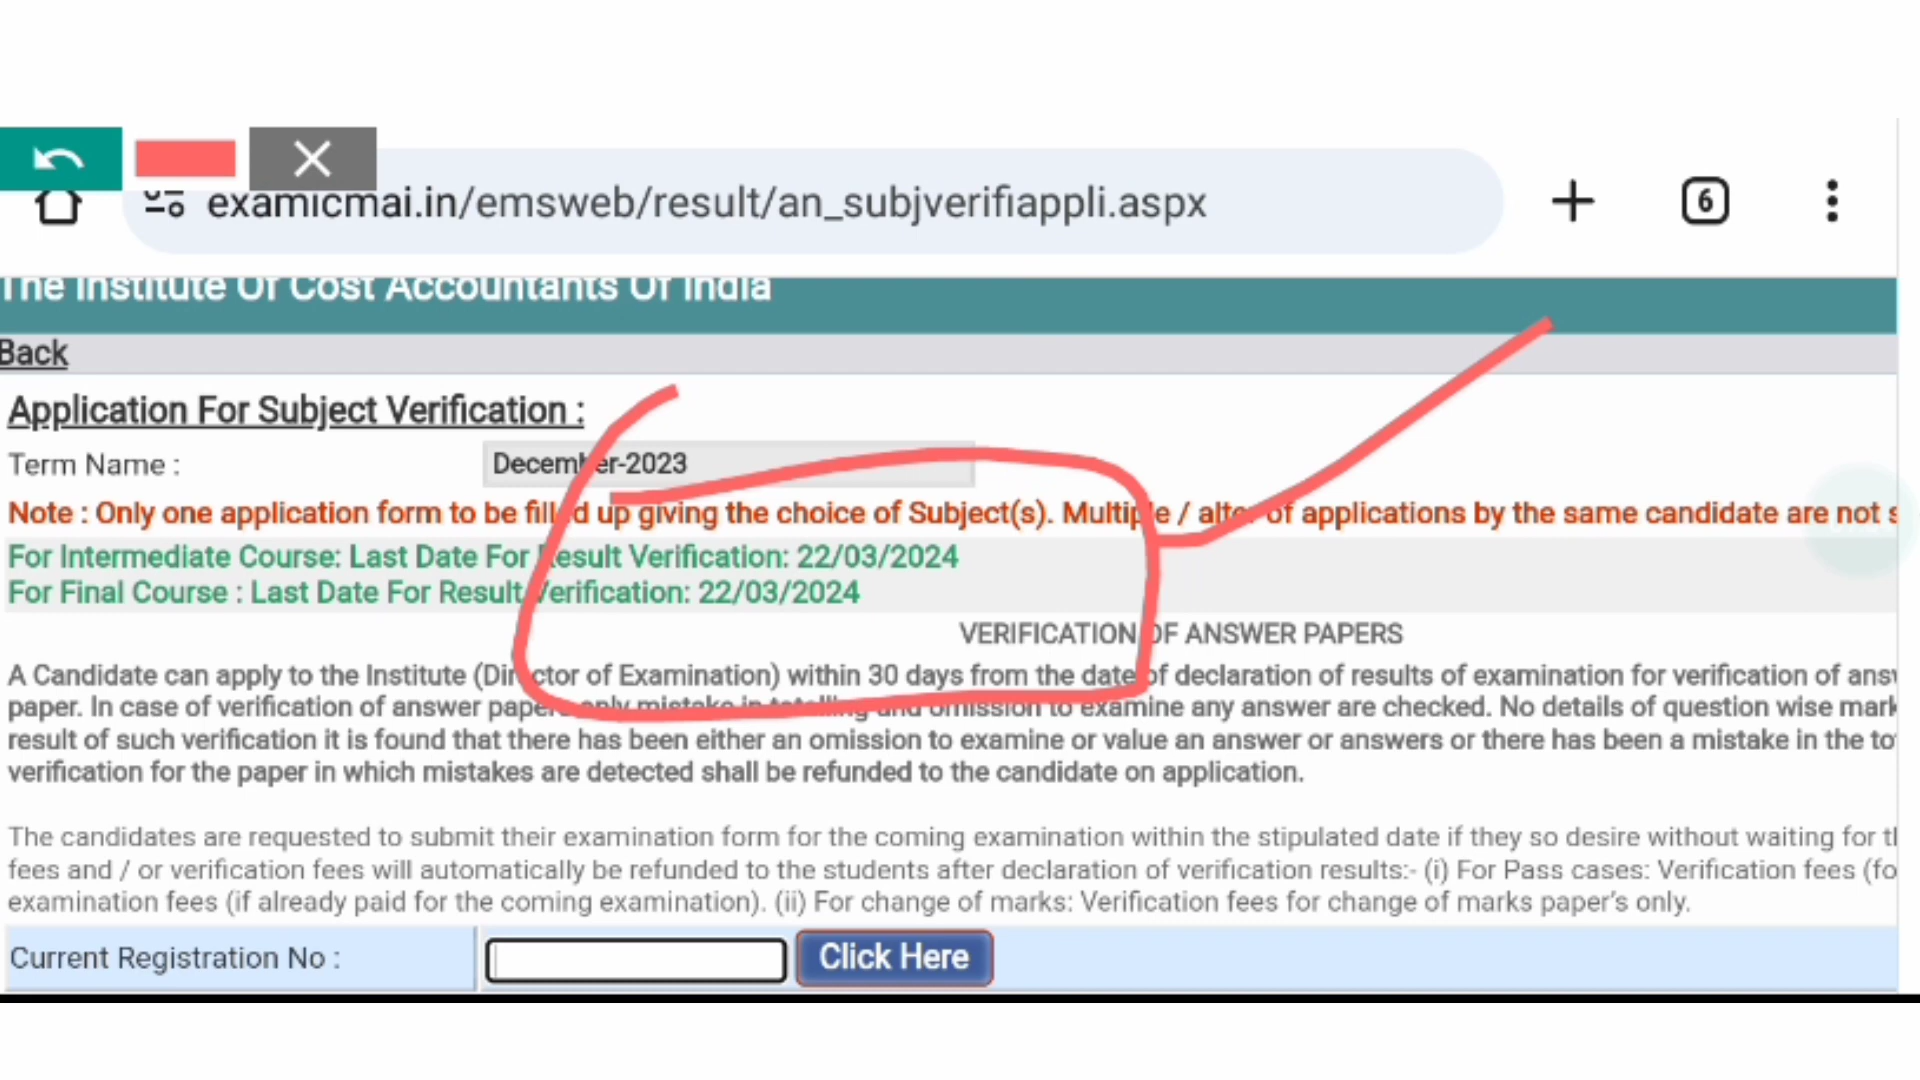 examicmai.in/emsweb/result/an_subjverifiappli.aspx
6
The Institute Of Cost Accountants Of India
Back
Application For Subject Verification :
Term Name : December-2023
Note : Only one application form to be filled up giving the choice of Subject(s). Multiple / alter of applications by the same candidate are not
For Intermediate Course: Last Date For Result Verification: 22/03/2024
For Final Course : Last Date For Result Verification: 22/03/2024
VERIFICATION OF ANSWER PAPERS
A Candidate can apply to the Institute (Director of Examination) within 30 days from the date of declaration of results of examination for verification of
paper. In case of verification of answer papers only mistake in totalling and omission to examine any answer are checked. No details of question wise
result of such verification it is found that there has been either an omission to examine or value an answer or answers or there has been a mistake in the
verification for the paper in which mistakes are detected shall be refunded to the candidate on application.
The candidates are requested to submit their examination form for the coming examination within the stipulated date if they so desire without waiting for
fees and / or verification fees will automatically be refunded to the students after declaration of verification results:- (i) For Pass cases: Verification fees
examination fees (if already paid for the coming examination). (ii) For change of marks: Verification fees for change of marks paper's only.
Current Registration No : Click Here